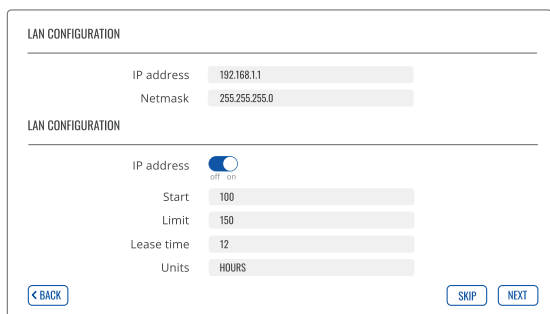 LAN CONFIGURATION
IP address 192.168.1.1
Netmask 255.255.255.0
LAN CONFIGURATION
IP address
off on
Start 100
Limit 150
Lease time 12
Units HOURS
< BACK SKIP NEXT